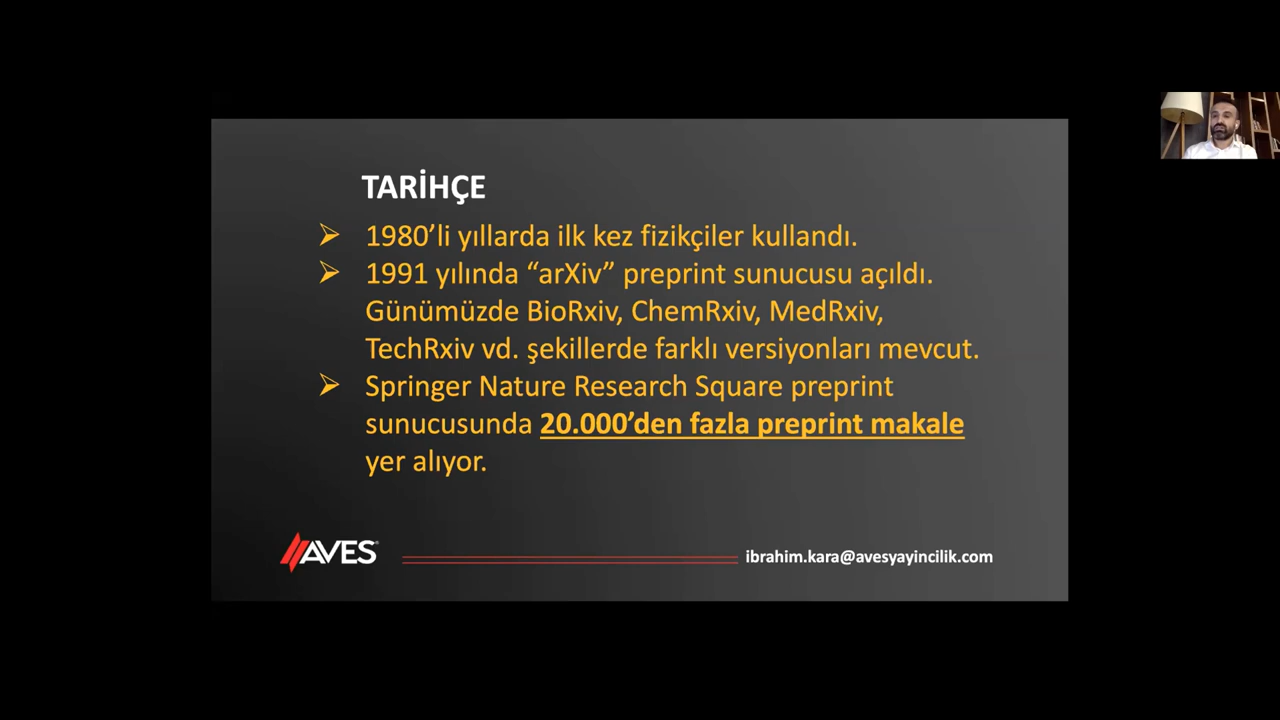 TARİHÇE
1980’li yıllarda ilk kez fizikçiler kullandı.
1991 yılında “arXiv” preprint sunucusu açıldı.
Günümüzde BioRxiv, ChemRxiv, MedRxiv,
TechRxiv vd. şekillerde farklı versiyonları mevcut.
Springer Nature Research Square preprint
sunucusunda 20.000’den fazla preprint makale
yer alıyor.
AVES
ibrahim.kara@avesyayincilik.com